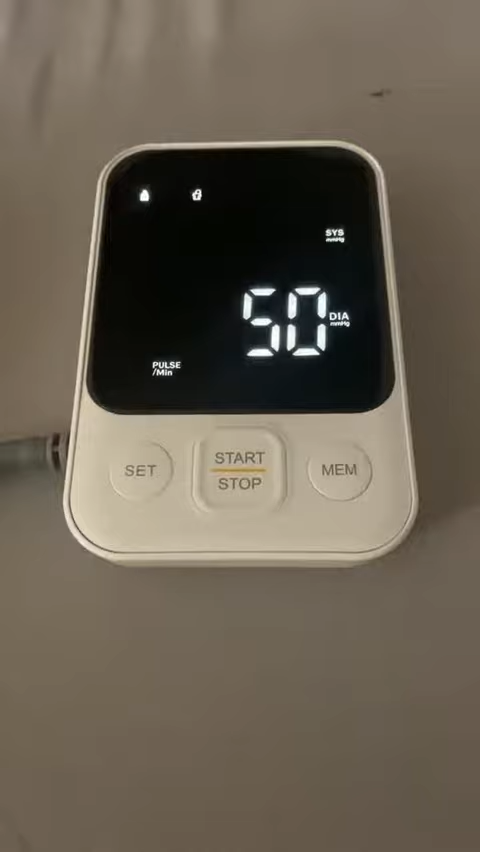 SYS
mmHg
50
DIA
mmHg
PULSE
/Min
SET
START
STOP
MEM